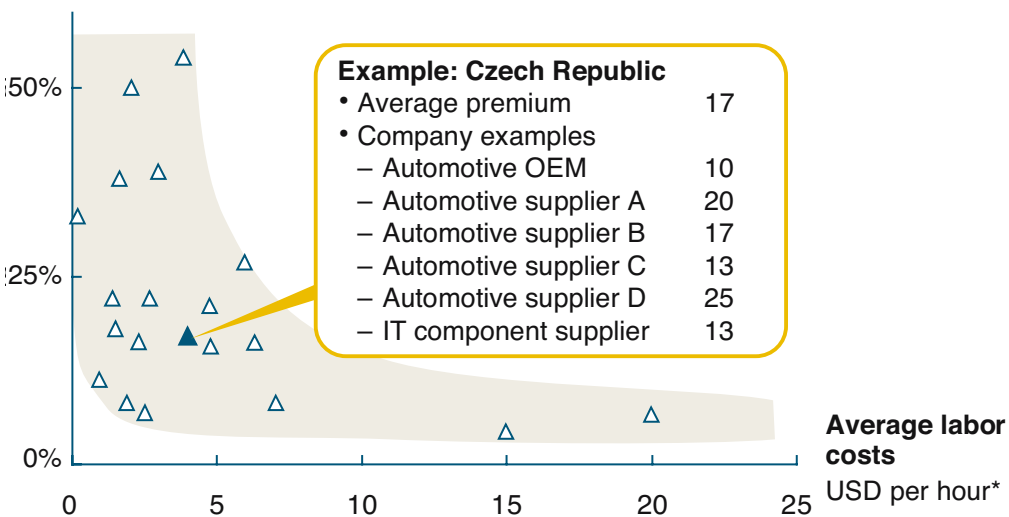 50%
25%
0%
Example: Czech Republic
• Average premium 17
• Company examples
– Automotive OEM 10
– Automotive supplier A 20
– Automotive supplier B 17
– Automotive supplier C 13
– Automotive supplier D 25
– IT component supplier 13
0 5 10 15 20 25
Average labor
costs
USD per hour*